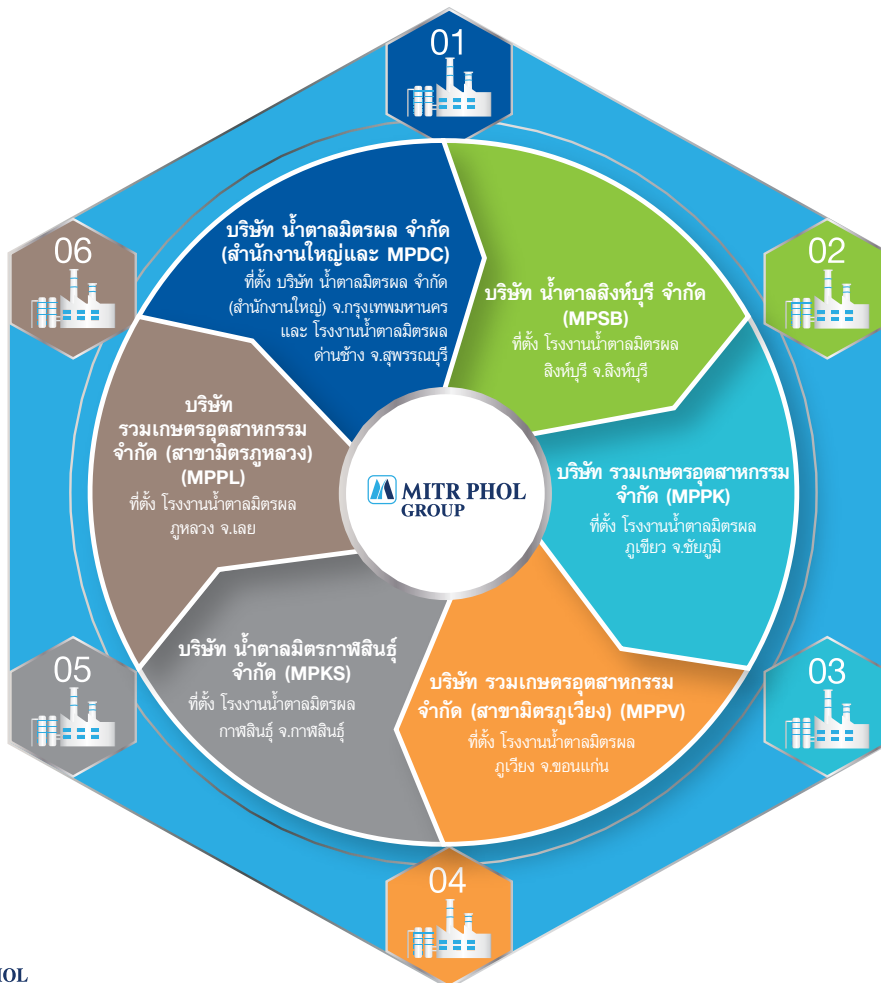 01
บริษัท น้ำตาลมิตรผล จำกัด
(สำนักงานใหญ่และ MPDC)
ที่ตั้ง บริษัท น้ำตาลมิตรผล จำกัด
(สำนักงานใหญ่) จ.กรุงเทพมหานคร
และ โรงงานน้ำตาลมิตรผล
ด่านช้าง จ.สุพรรณบุรี
02
บริษัท น้ำตาลสิงห์บุรี จำกัด
(MPSB)
ที่ตั้ง โรงงานน้ำตาลมิตรผล
สิงห์บุรี จ.สิงห์บุรี
03
บริษัท รวมเกษตรอุตสาหกรรม
จำกัด (MPPK)
ที่ตั้ง โรงงานน้ำตาลมิตรผล
ภูเขียว จ.ชัยภูมิ
04
บริษัท รวมเกษตรอุตสาหกรรม
จำกัด (สาขามิตรภูเวียง) (MPPV)
ที่ตั้ง โรงงานน้ำตาลมิตรผล
ภูเวียง จ.ขอนแก่น
05
บริษัท น้ำตาลมิตรกาฬสินธุ์
จำกัด (MPKS)
ที่ตั้ง โรงงานน้ำตาลมิตรผล
กาฬสินธุ์ จ.กาฬสินธุ์
06
บริษัท
รวมเกษตรอุตสาหกรรม
จำกัด (สาขามิตรภูหลวง)
(MPPL)
ที่ตั้ง โรงงานน้ำตาลมิตรผล
ภูหลวง จ.เลย
MITR PHOL
GROUP